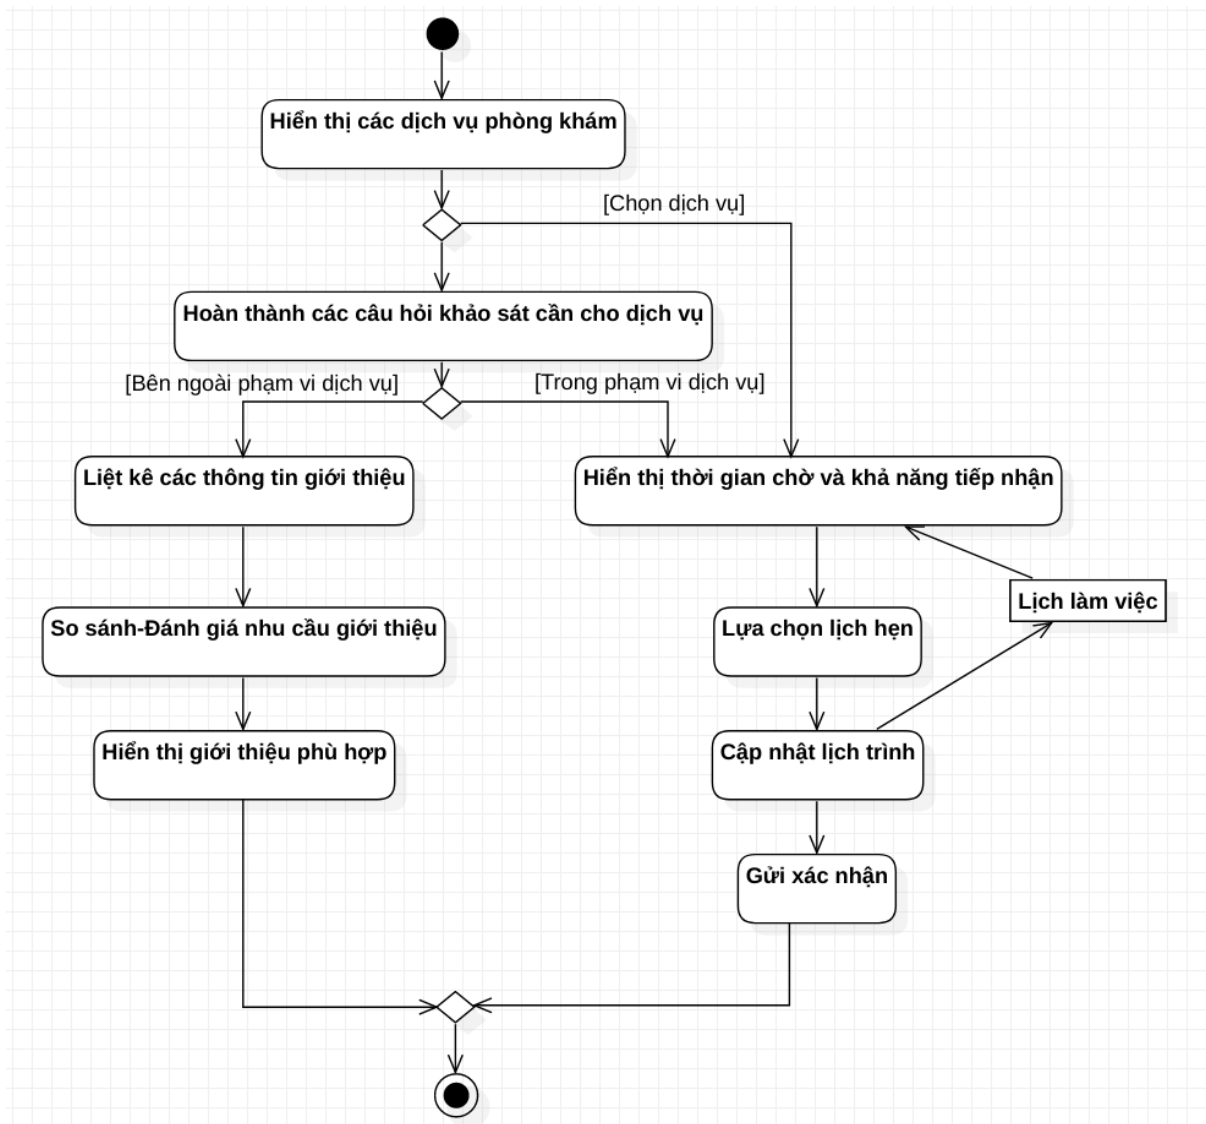 Hiển thị các dịch vụ phòng khám
[Chọn dịch vụ]
Hoàn thành các câu hỏi khảo sát cần cho dịch vụ
[Bên ngoài phạm vi dịch vụ]
[Trong phạm vi dịch vụ]
Liệt kê các thông tin giới thiệu
Hiển thị thời gian chờ và khả năng tiếp nhận
Lịch làm việc
So sánh-Đánh giá nhu cầu giới thiệu
Lựa chọn lịch hẹn
Hiển thị giới thiệu phù hợp
Cập nhật lịch trình
Gửi xác nhận